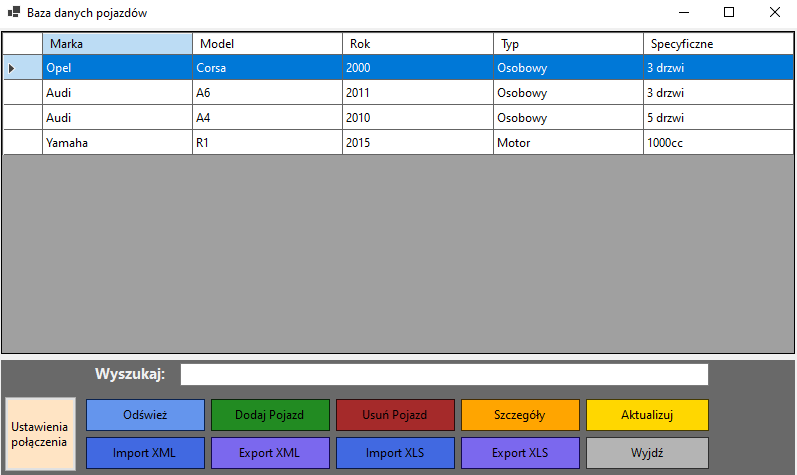 Baza danych pojazdów
Marka Model Rok Typ Specyficzne
Opel Corsa 2000 Osobowy 3 drzwi
Audi A6 2011 Osobowy 3 drzwi
Audi A4 2010 Osobowy 5 drzwi
Yamaha R1 2015 Motor 1000cc
Wyszukaj:
Ustawienia połączenia
Odśwież Dodaj Pojazd Usuń Pojazd Szczegóły Aktualizuj
Import XML Export XML Import XLS Export XLS Wyjdź